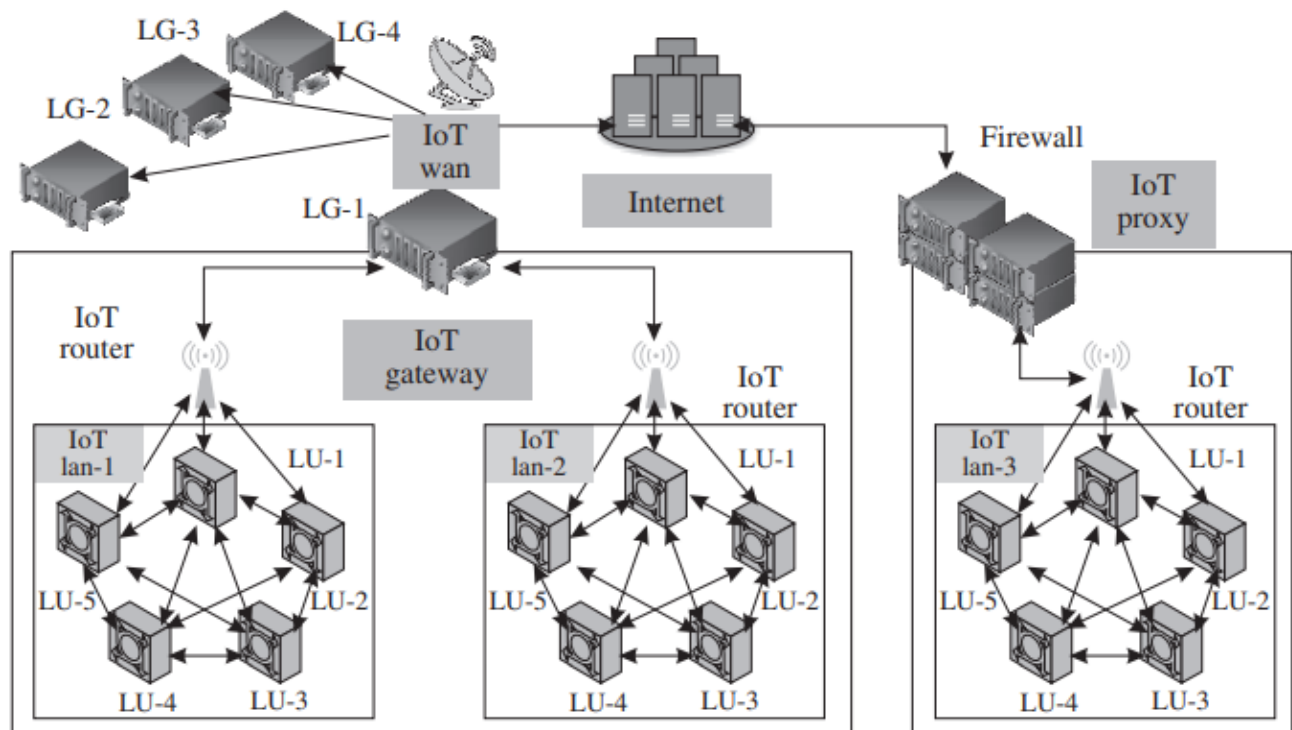 LG-3
LG-4
LG-2
IoT
wan
Firewall
LG-1
Internet
IoT
proxy
IoT
router
IoT
gateway
IoT
router
IoT
router
IoT
lan-1
LU-1
LU-5
LU-2
LU-4
LU-3
IoT
lan-2
LU-1
LU-5
LU-2
LU-4
LU-3
IoT
lan-3
LU-1
LU-5
LU-2
LU-4
LU-3